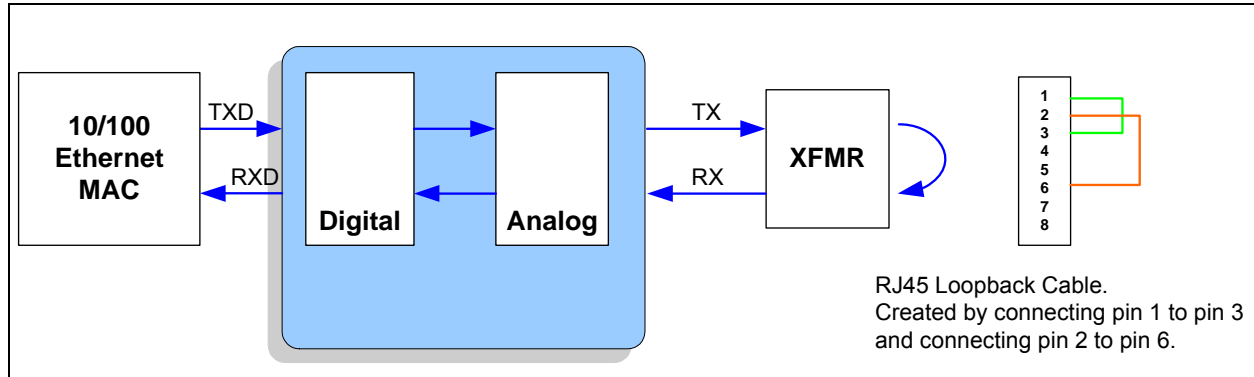 10/100
Ethernet
MAC
TXD
RXD
Digital
Analog
TX
RX
XFMR
1
2
3
4
5
6
7
8
RJ45 Loopback Cable.
Created by connecting pin 1 to pin 3
and connecting pin 2 to pin 6.